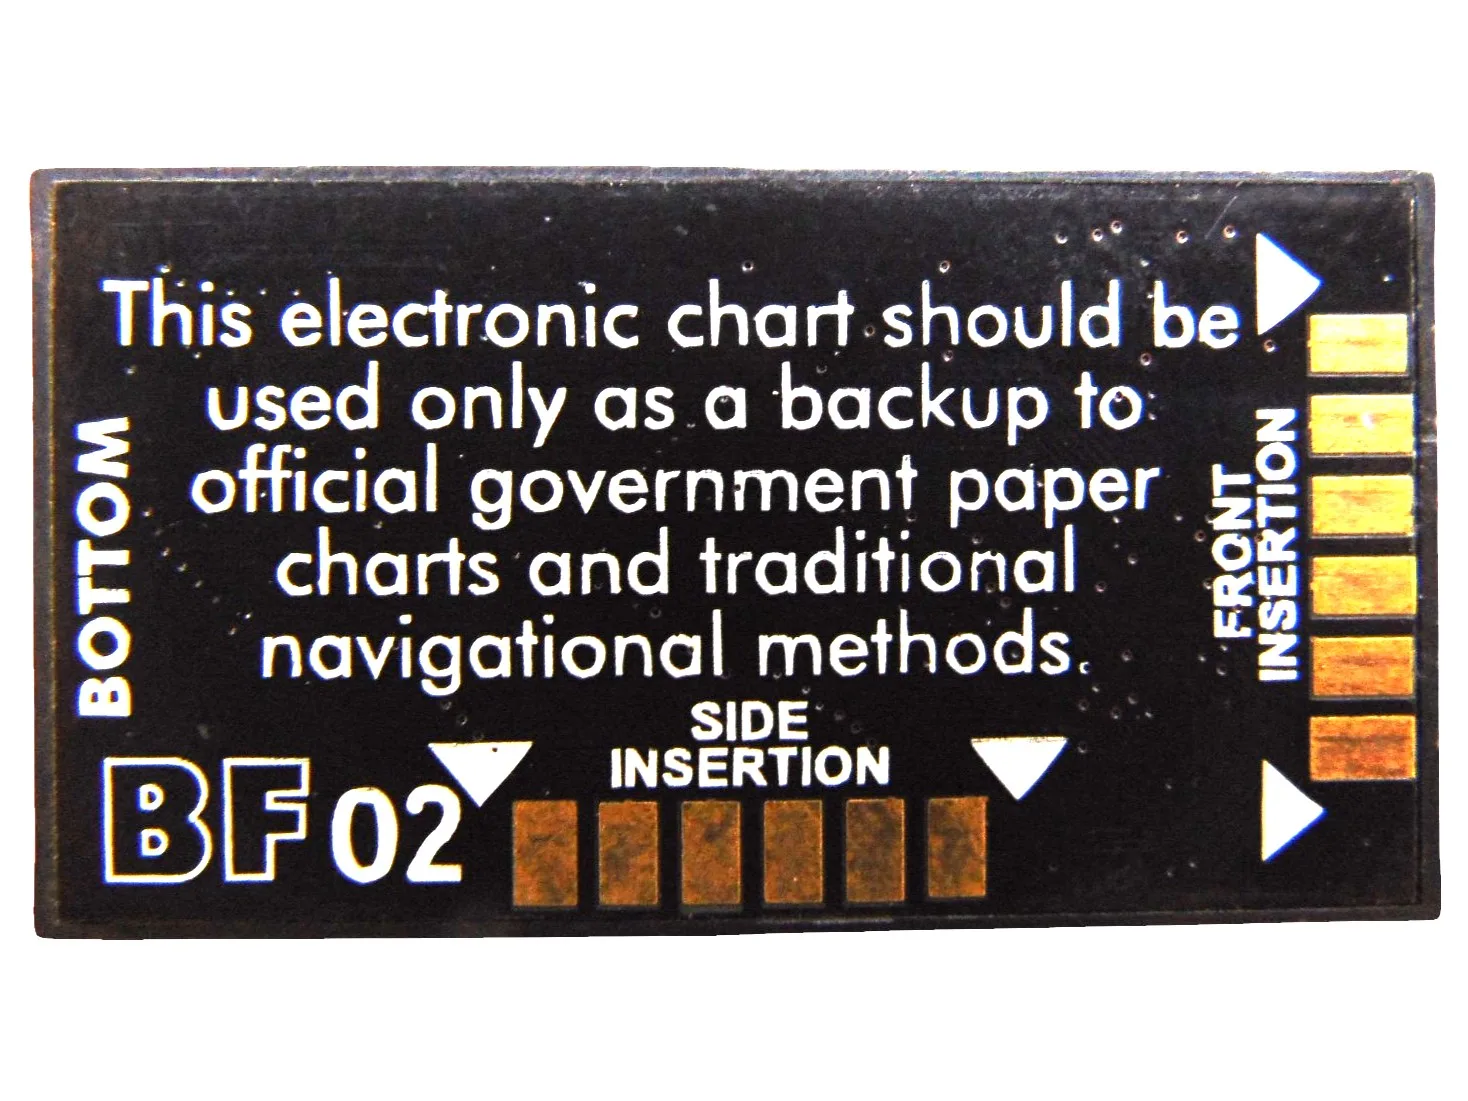 This electronic chart should be
used only as a backup to
official government paper
charts and traditional
navigational methods.
BOTTOM
FRONT
INSERTION
SIDE
INSERTION
BF 02